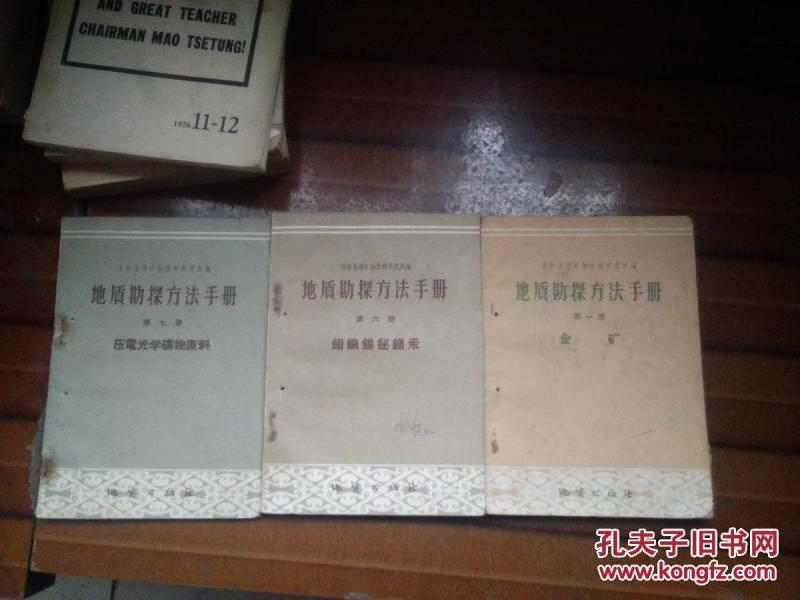 AND GREAT TEACHER
CHAIRMAN MAO TSETUNG!
1976 11-12
地質勘探方法手册
第七册
压電光学礦物原料
地質勘探方法手册
第六册
鉬鎢錫鉍銻汞
地質出版社
地質勘探方法手册
第一册
金矿
地質出版社
地質出版社
孔夫子旧书网
www.kongfz.com